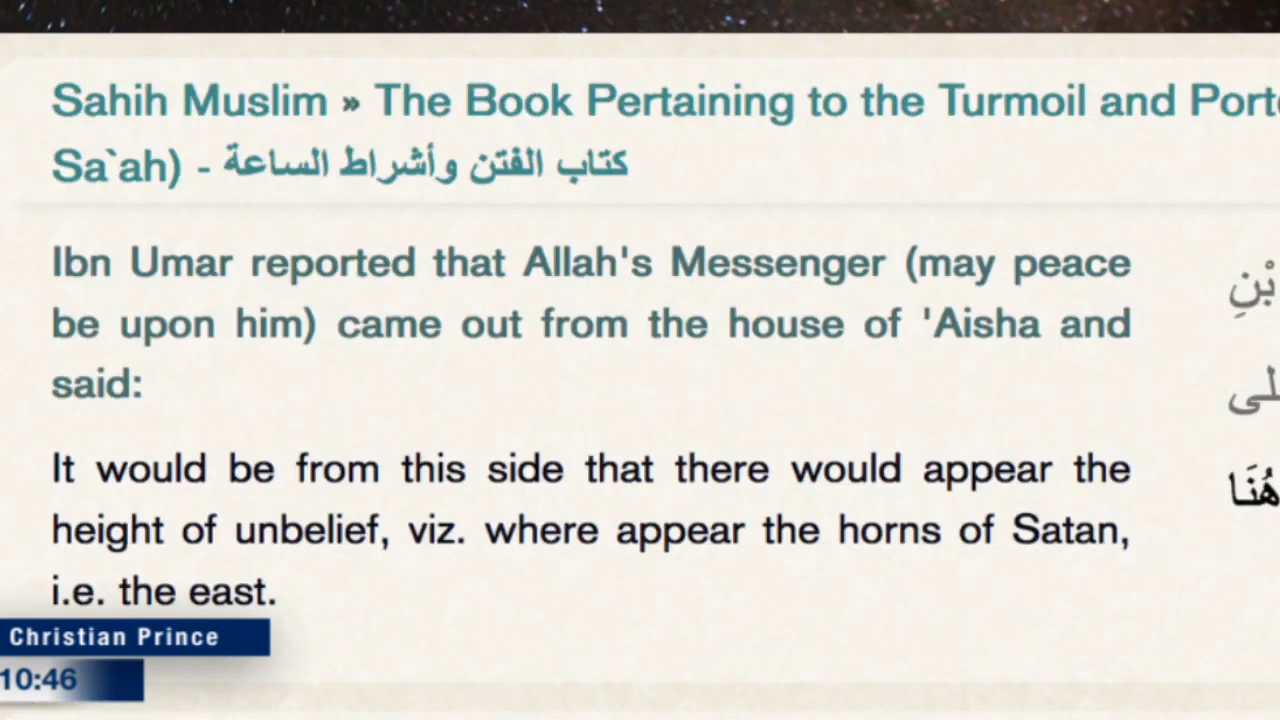 Sahih Muslim » The Book Pertaining to the Turmoil and
Sa`ah) - كتاب الفتن وأشراط الساعة
Ibn Umar reported that Allah's Messenger (may peace
be upon him) came out from the house of 'Aisha and
said:
It would be from this side that there would appear the
height of unbelief, viz. where appear the horns of Satan,
i.e. the east.
Christian Prince
10:46